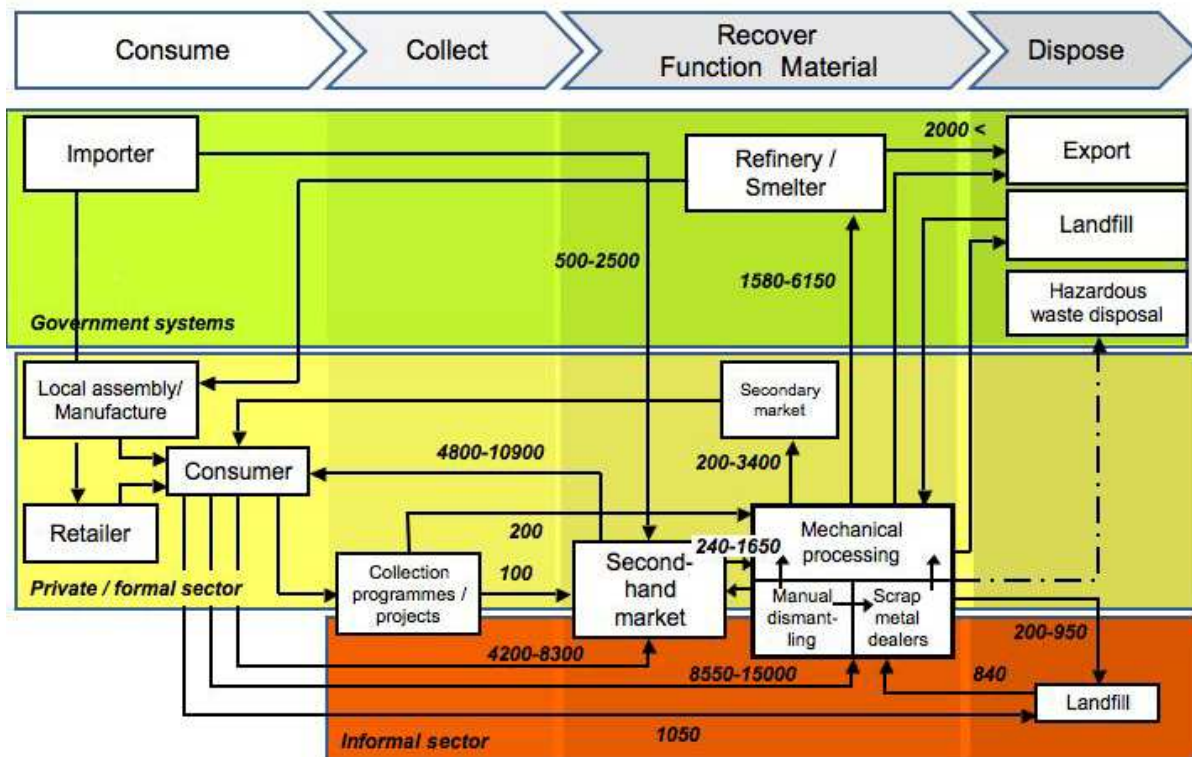 Consume
Collect
Recover
Function Material
Dispose
Importer
Refinery /
Smelter
2000 <
Export
Landfill
500-2500
1580-6150
Hazardous
waste disposal
Government systems
Local assembly/
Manufacture
Secondary
market
Consumer
4800-10900
200-3400
Retailer
200
Mechanical
processing
240-1650
Private / formal sector
Collection
programmes /
projects
100
Second-
hand
market
Manual
dismant-
ling
Scrap
metal
dealers
200-950
4200-8300
8550-15000
840
Landfill
1050
Informal sector